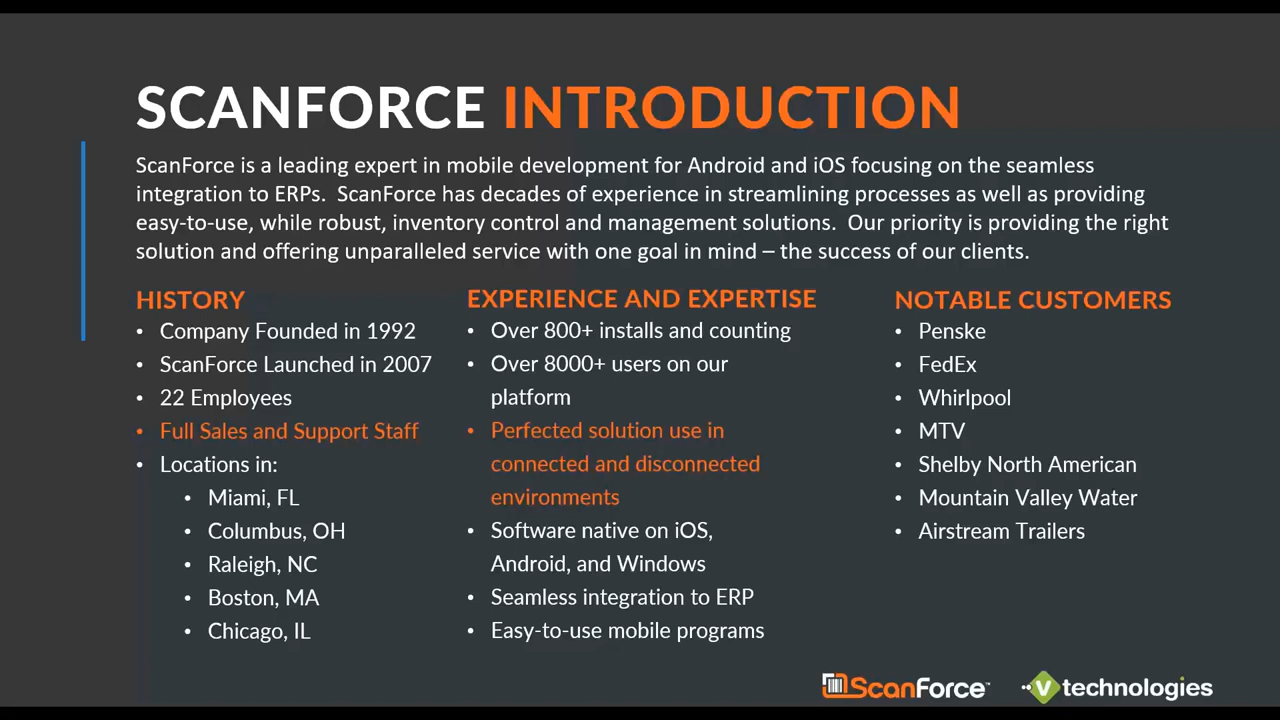 SCANFORCE INTRODUCTION
ScanForce is a leading expert in mobile development for Android and iOS focusing on the seamless
integration to ERPs.  ScanForce has decades of experience in streamlining processes as well as providing
easy-to-use, while robust, inventory control and management solutions.  Our priority is providing the right
solution and offering unparalleled service with one goal in mind – the success of our clients.
HISTORY
• Company Founded in 1992
• ScanForce Launched in 2007
• 22 Employees
• Full Sales and Support Staff
• Locations in:
• Miami, FL
• Columbus, OH
• Raleigh, NC
• Boston, MA
• Chicago, IL
EXPERIENCE AND EXPERTISE
• Over 800+ installs and counting
• Over 8000+ users on our
platform
• Perfected solution use in
connected and disconnected
environments
• Software native on iOS,
Android, and Windows
• Seamless integration to ERP
• Easy-to-use mobile programs
NOTABLE CUSTOMERS
• Penske
• FedEx
• Whirlpool
• MTV
• Shelby North American
• Mountain Valley Water
• Airstream Trailers
ScanForce™
v technologies